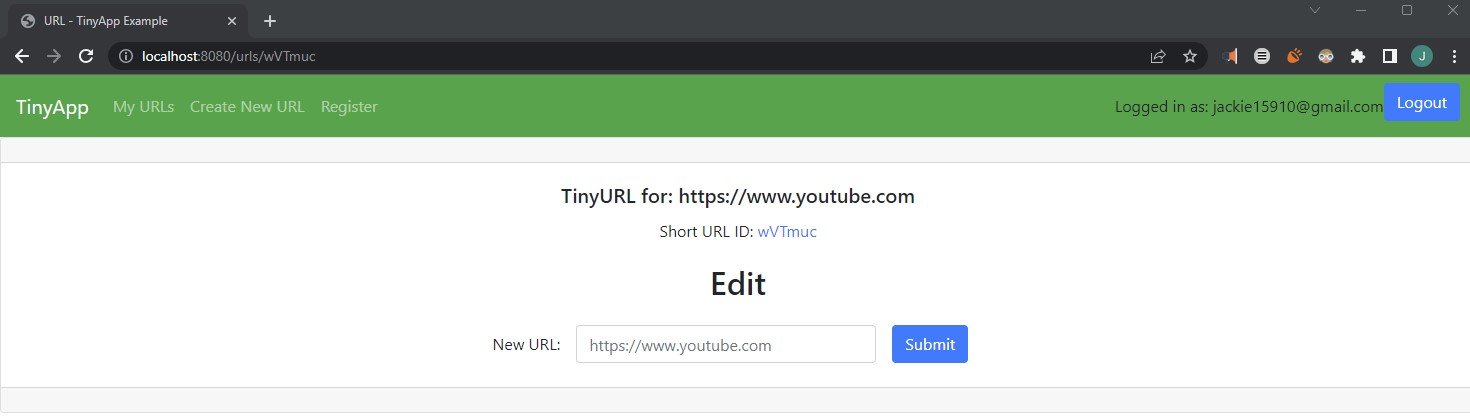 URL - TinyApp Example
localhost:8080/urls/wVTmuc
J
TinyApp My URLs Create New URL Register Logged in as: jackie15910@gmail.com Logout
TinyURL for: https://www.youtube.com
Short URL ID: wVTmuc
Edit
New URL: https://www.youtube.com Submit